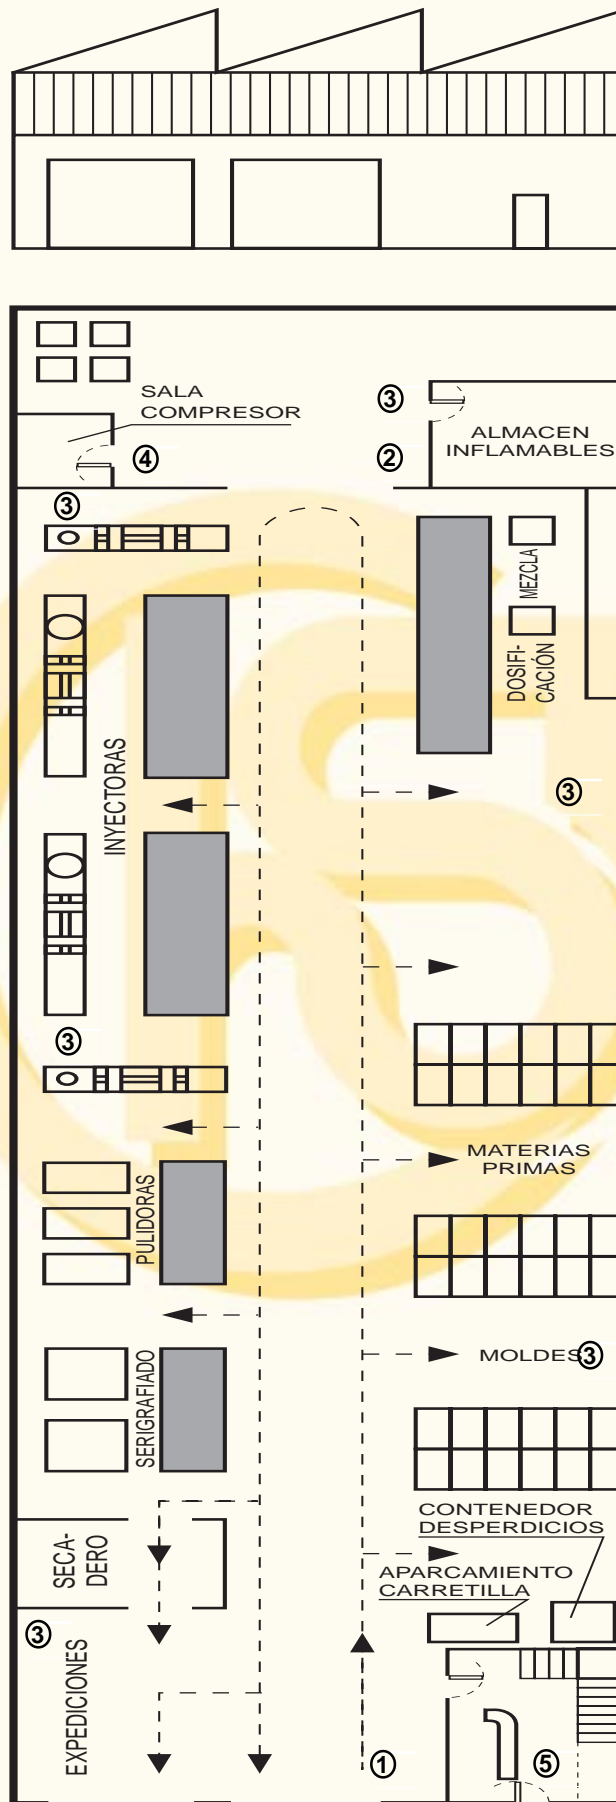 SALA
COMPRESOR
③
ALMACEN
INFLAMABLES
④
②
③
MEZCLA
DOSIFI-
CACIÓN
INYECTORAS
③
③
MATERIAS
PRIMAS
PULIDORAS
MOLDES③
SERIGRAFIADO
CONTENEDOR
DESPERDICIOS
SECA-
DERO
APARCAMIENTO
CARRETILLA
③
EXPEDICIONES
①
⑤